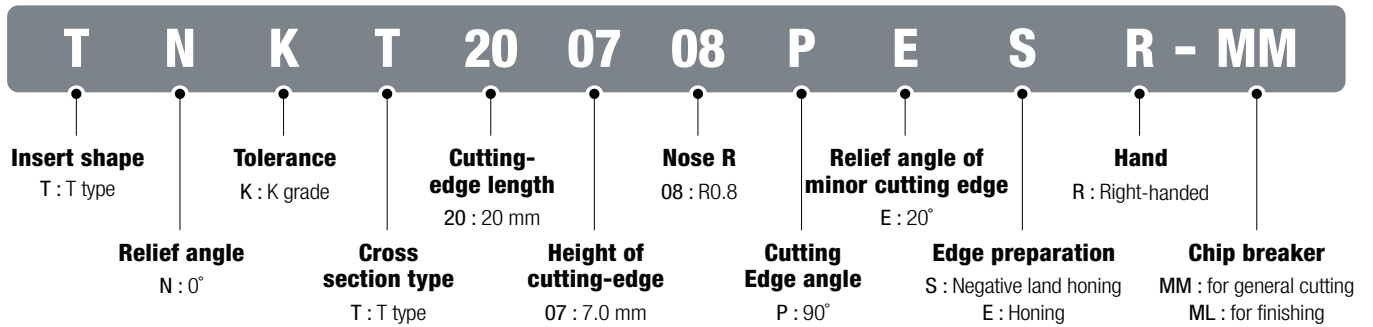 T N K T 20 07 08 P E S R - MM
Insert shape
T : T type
Tolerance
K : K grade
Cutting-
edge length
20 : 20 mm
Nose R
08 : R0.8
Relief angle of
minor cutting edge
E : 20˚
Hand
R : Right-handed
Relief angle
N : 0˚
Cross
section type
T : T type
Height of
cutting-edge
07 : 7.0 mm
Cutting
Edge angle
P : 90˚
Edge preparation
S : Negative land honing
E : Honing
Chip breaker
MM : for general cutting
ML : for finishing